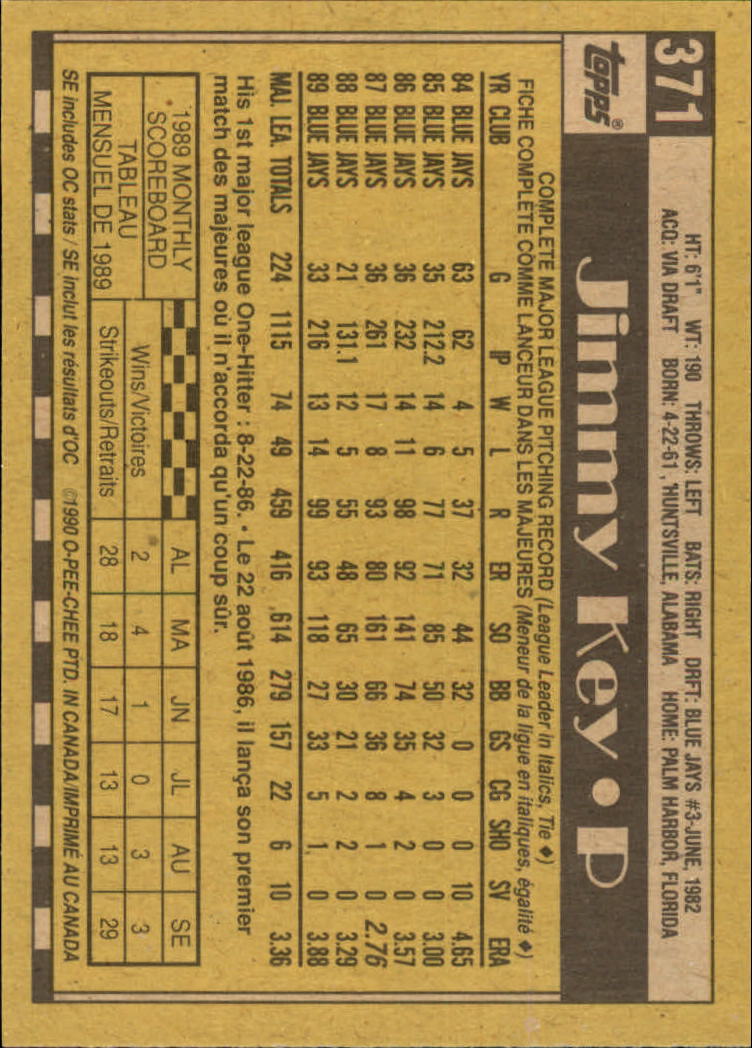 371
topps®
HT: 6'1" WT: 190 THROWS: LEFT BATS: RIGHT DRFT: BLUE JAYS #3-JUNE, 1982
ACQ: VIA DRAFT BORN: 4-22-61, HUNTSVILLE, ALABAMA HOME: PALM HARBOR, FLORIDA
Jimmy Key • P
COMPLETE MAJOR LEAGUE PITCHING RECORD (League Leader in Italics, Tie ♦)
FICHE COMPLÈTE COMME LANCEUR DANS LES MAJEURES (Meneur de la ligue en italiques, égalité ♦)
YR CLUB G IP W L R ER SO BB GS CG SHO SV ERA
84 BLUE JAYS 63 62 4 5 37 32 44 32 0 0 0 10 4.65
85 BLUE JAYS 35 212.2 14 6 77 71 85 50 32 3 0 0 3.00
86 BLUE JAYS 36 232 14 11 98 92 141 74 35 4 2 0 3.57
87 BLUE JAYS 36 261 17 8 93 80 161 66 36 8 1 0 2.76
88 BLUE JAYS 21 131.1 12 5 55 48 65 30 21 2 2 0 3.29
89 BLUE JAYS 33 216 13 14 99 93 118 27 33 5 1 0 3.88
MAJ. LEA. TOTALS 224 1115 74 49 459 416 614 279 157 22 6 10 3.36
His 1st major league One-Hitter : 8-22-86. • Le 22 août 1986, il lança son premier
match des majeures où il n'accorda qu'un coup sûr.
1989 MONTHLY
SCOREBOARD
TABLEAU
MENSUEL DE 1989
AL MA JN JL AU SE
Wins/Victoires 2 4 1 0 3 3
Strikeouts/Retraits 28 18 17 13 13 29
SE includes OC stats / SE inclut les résultats d'OC ©1990 O-PEE-CHEE PTD. IN CANADA/IMPRIMÉ AU CANADA